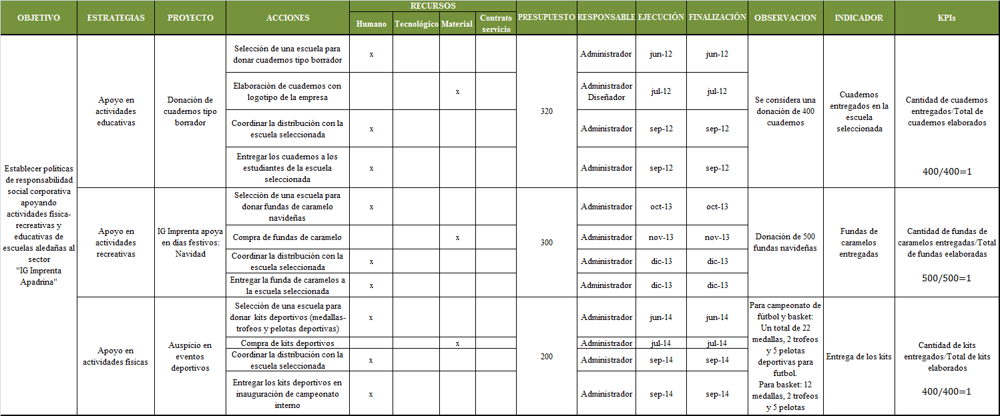 OBJETIVO ESTRATEGIAS PROYECTO ACCIONES RECURSOS PRESUPUESTO RESPONSABLE EJECUCIÓN FINALIZACIÓN OBSERVACION INDICADOR KPIs
Humano Tecnológico Material Contrato
servicio
Establecer políticas
de responsabilidad
social corporativa
apoyando
actividades física-
recreativas y
educativas de
escuelas aledañas al
sector
"IG Imprenta
Apadrina"
Apoyo en
actividades
educativas
Donación de
cuadernos tipo
borrador
Selección de una escuela para
donar cuadernos tipo borrador
x
320
Administrador
jun-12
jun-12
Se considera una
donación de 400
cuadernos
Cuadernos
entregados en la
escuela
seleccionada
Cantidad de cuadernos
entregados/Total de
cuadernos elaborados
400/400=1
Elaboración de cuadernos con
logotipo de la empresa
x
Administrador
Diseñador
jul-12
jul-12
Coordinar la distribución con la
escuela seleccionada
x
Administrador
sep-12
sep-12
Entregar los cuadernos a los
estudiantes de la escuela
seleccionada
x
Administrador
sep-12
sep-12
Apoyo en
actividades
recreativas
IG Imprenta apoya
en días festivos:
Navidad
Selección de una escuela para
donar fundas de caramelo
navideñas
x
300
Administrador
oct-13
oct-13
Donación de 500
fundas navideñas
Fundas de
caramelos
entregadas
Cantidad de fundas de
caramelos entregadas/Total
de fundas eelaboradas
500/500=1
Compra de fundas de caramelo
x
Administrador
nov-13
nov-13
Coordinar la distribución con la
escuela seleccionada
x
Administrador
dic-13
dic-13
Entregar la funda de caramelos a
la escuela seleccionada
x
Administrador
dic-13
dic-13
Apoyo en
actividades físicas
Auspicio en
eventos
deportivos
Selección de una escuela para
donar kits deportivos (medallas-
trofeos y pelotas deportivas)
x
200
Administrador
jun-14
jun-14
Para campeonato de
fútbol y basket:
Un total de 22
medallas, 2 trofeos
y 5 pelotas
deportivas para
futbol.
Para basket: 12
medallas, 2 trofeos
y 5 pelotas
Entrega de los kits
Cantidad de kits
entregados/Total de kits
elaborados
400/400=1
Compra de kits deportivos
x
Administrador
jul-14
jul-14
Coordinar la distribución con la
escuela seleccionada
x
Administrador
sep-14
sep-14
Entregar los kits deportivos en
inauguración de campeonato
interno
x
Administrador
sep-14
sep-14